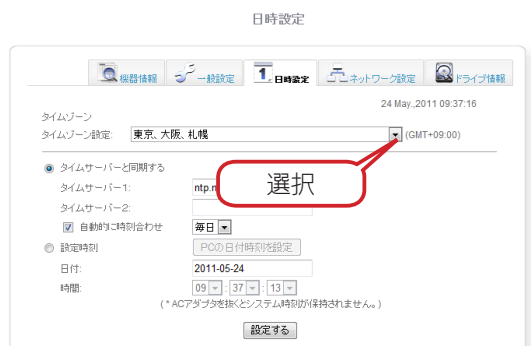 日時設定
機器情報 一般設定 1. 日時設定 ネットワーク設定 ドライブ情報
24 May.,2011 09:37:16
タイムゾーン
タイムゾーン設定: 東京、大阪、札幌 (GMT+09:00)
タイムサーバーと同期する
タイムサーバー1: ntp.n
選択
タイムサーバー2:
自動的に時刻合わせ 毎日
設定時刻 PCの日付時刻を設定
日付: 2011-05-24
時間: 09 : 37 : 13
(*ACアダプタを抜くとシステム時刻が保持されません。)
設定する